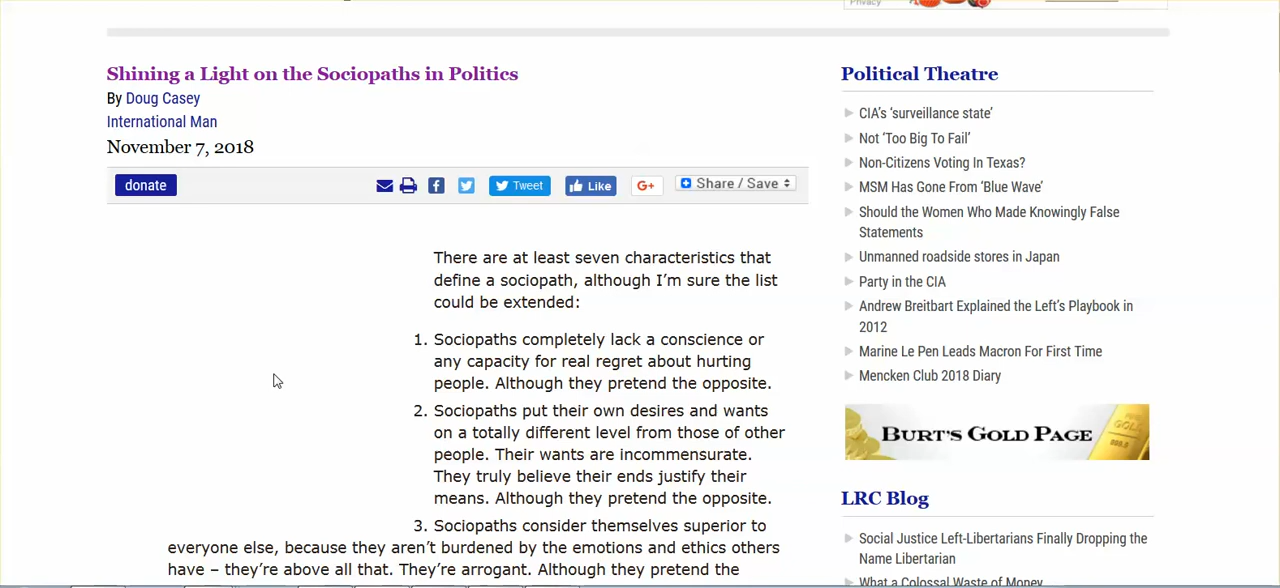 Privacy
Shining a Light on the Sociopaths in Politics
By Doug Casey
International Man
November 7, 2018
donate
Tweet
Like
G+
Share / Save
There are at least seven characteristics that
define a sociopath, although I’m sure the list
could be extended:
1. Sociopaths completely lack a conscience or
any capacity for real regret about hurting
people. Although they pretend the opposite.
2. Sociopaths put their own desires and wants
on a totally different level from those of other
people. Their wants are incommensurate.
They truly believe their ends justify their
means. Although they pretend the opposite.
3. Sociopaths consider themselves superior to
everyone else, because they aren’t burdened by the emotions and ethics others
have – they’re above all that. They’re arrogant. Although they pretend the
Political Theatre
CIA’s ‘surveillance state’
Not ‘Too Big To Fail’
Non-Citizens Voting In Texas?
MSM Has Gone From ‘Blue Wave’
Should the Women Who Made Knowingly False
Statements
Unmanned roadside stores in Japan
Party in the CIA
Andrew Breitbart Explained the Left’s Playbook in
2012
Marine Le Pen Leads Macron For First Time
Mencken Club 2018 Diary
BURT’S GOLD PAGE
LRC Blog
Social Justice Left-Libertarians Finally Dropping the
Name Libertarian
What a Colossal Waste of Money